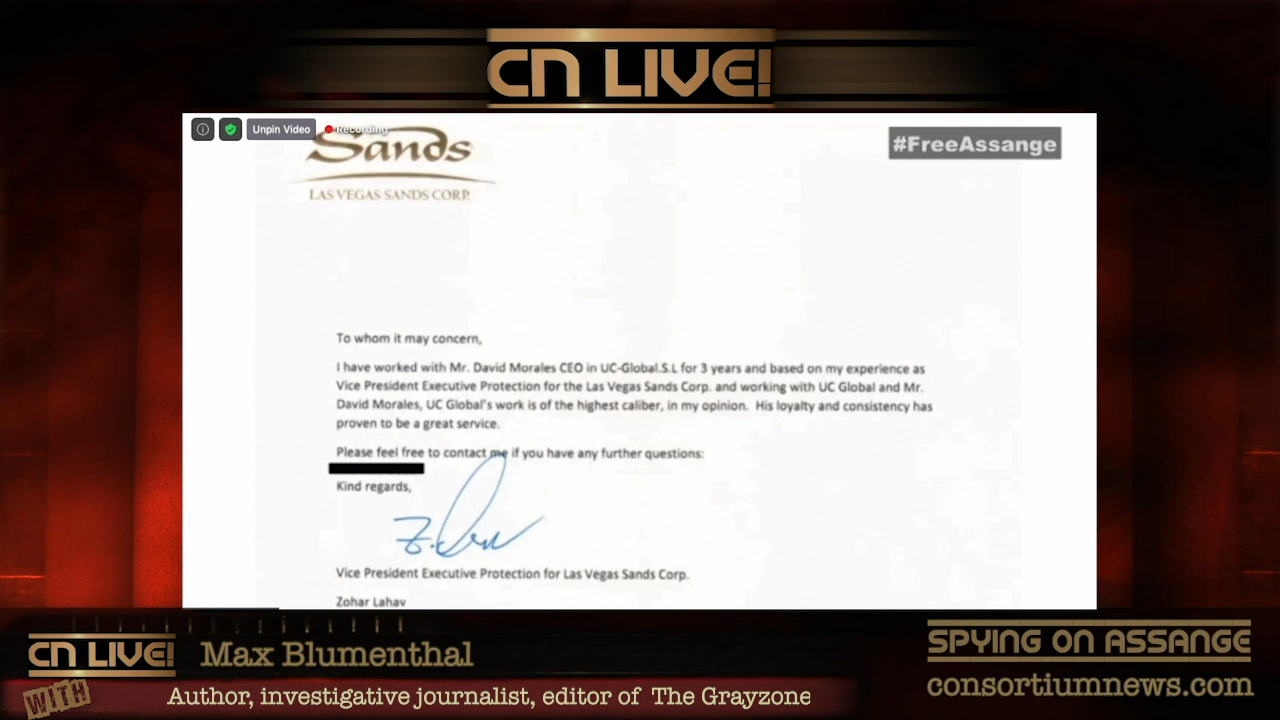 CN LIVE!
Unpin Video
Recording
Sands
LAS VEGAS SANDS CORP.
#FreeAssange
To whom it may concern,
I have worked with Mr. David Morales CEO in UC-Global.S.L for 3 years and based on my experience as
Vice President Executive Protection for the Las Vegas Sands Corp. and working with UC Global and Mr.
David Morales, UC Global's work is of the highest caliber, in my opinion.  His loyalty and consistency has
proven to be a great service.
Please feel free to contact me if you have any further questions:
Kind regards,
Vice President Executive Protection for Las Vegas Sands Corp.
Zohar Lahav
CN LIVE!
WITH
Max Blumenthal
Author, investigative journalist, editor of The Grayzone
SPYING ON ASSANGE
consortiumnews.com